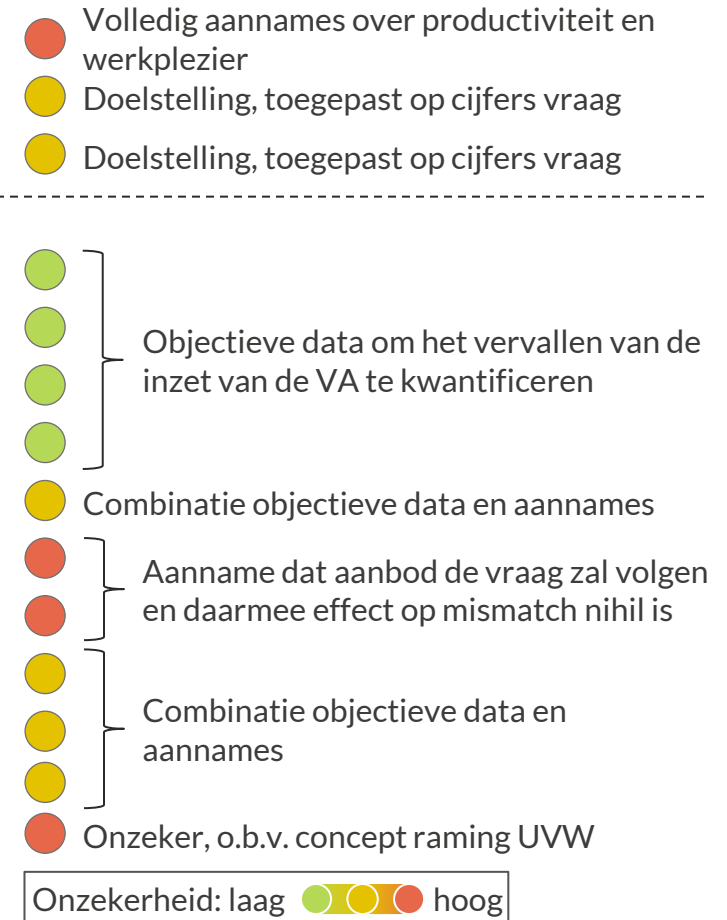 Volledig aannames over productiviteit en
werkplezier
Doelstelling, toegepast op cijfers vraag
Doelstelling, toegepast op cijfers vraag
Objectieve data om het vervallen van de
inzet van de VA te kwantificeren
Combinatie objectieve data en aannames
Aanname dat aanbod de vraag zal volgen
en daarmee effect op mismatch nihil is
Combinatie objectieve data en
aannames
Onzeker, o.b.v. concept raming UVW
Onzekerheid: laag hoog